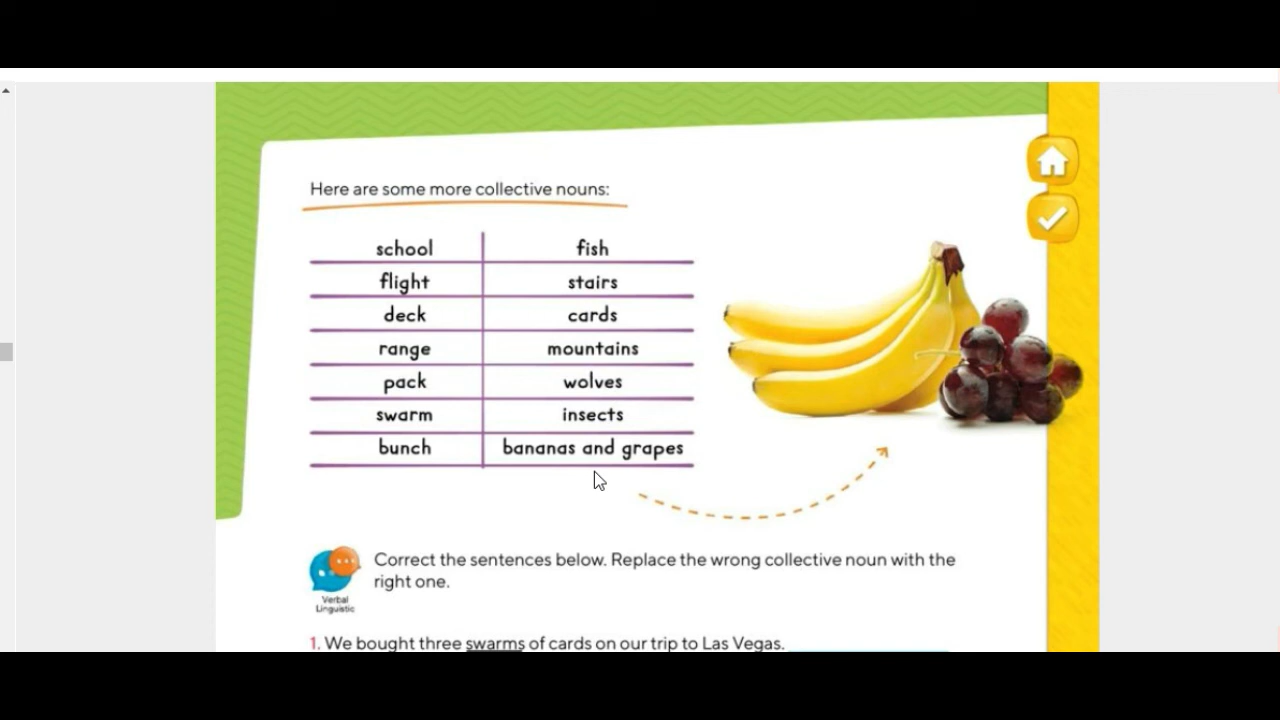 Here are some more collective nouns:
school fish
flight stairs
deck cards
range mountains
pack wolves
swarm insects
bunch bananas and grapes
Correct the sentences below. Replace the wrong collective noun with the
right one.
Verbal
Linguistic
1. We bought three swarms of cards on our trip to Las Vegas.